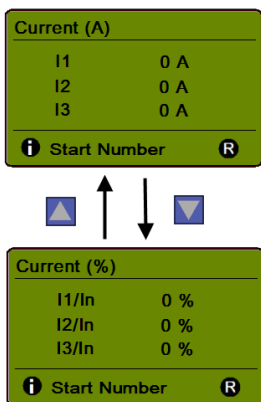 Current (A)
I1 0 A
I2 0 A
I3 0 A
i Start Number R
Current (%)
I1/In 0 %
I2/In 0 %
I3/In 0 %
i Start Number R